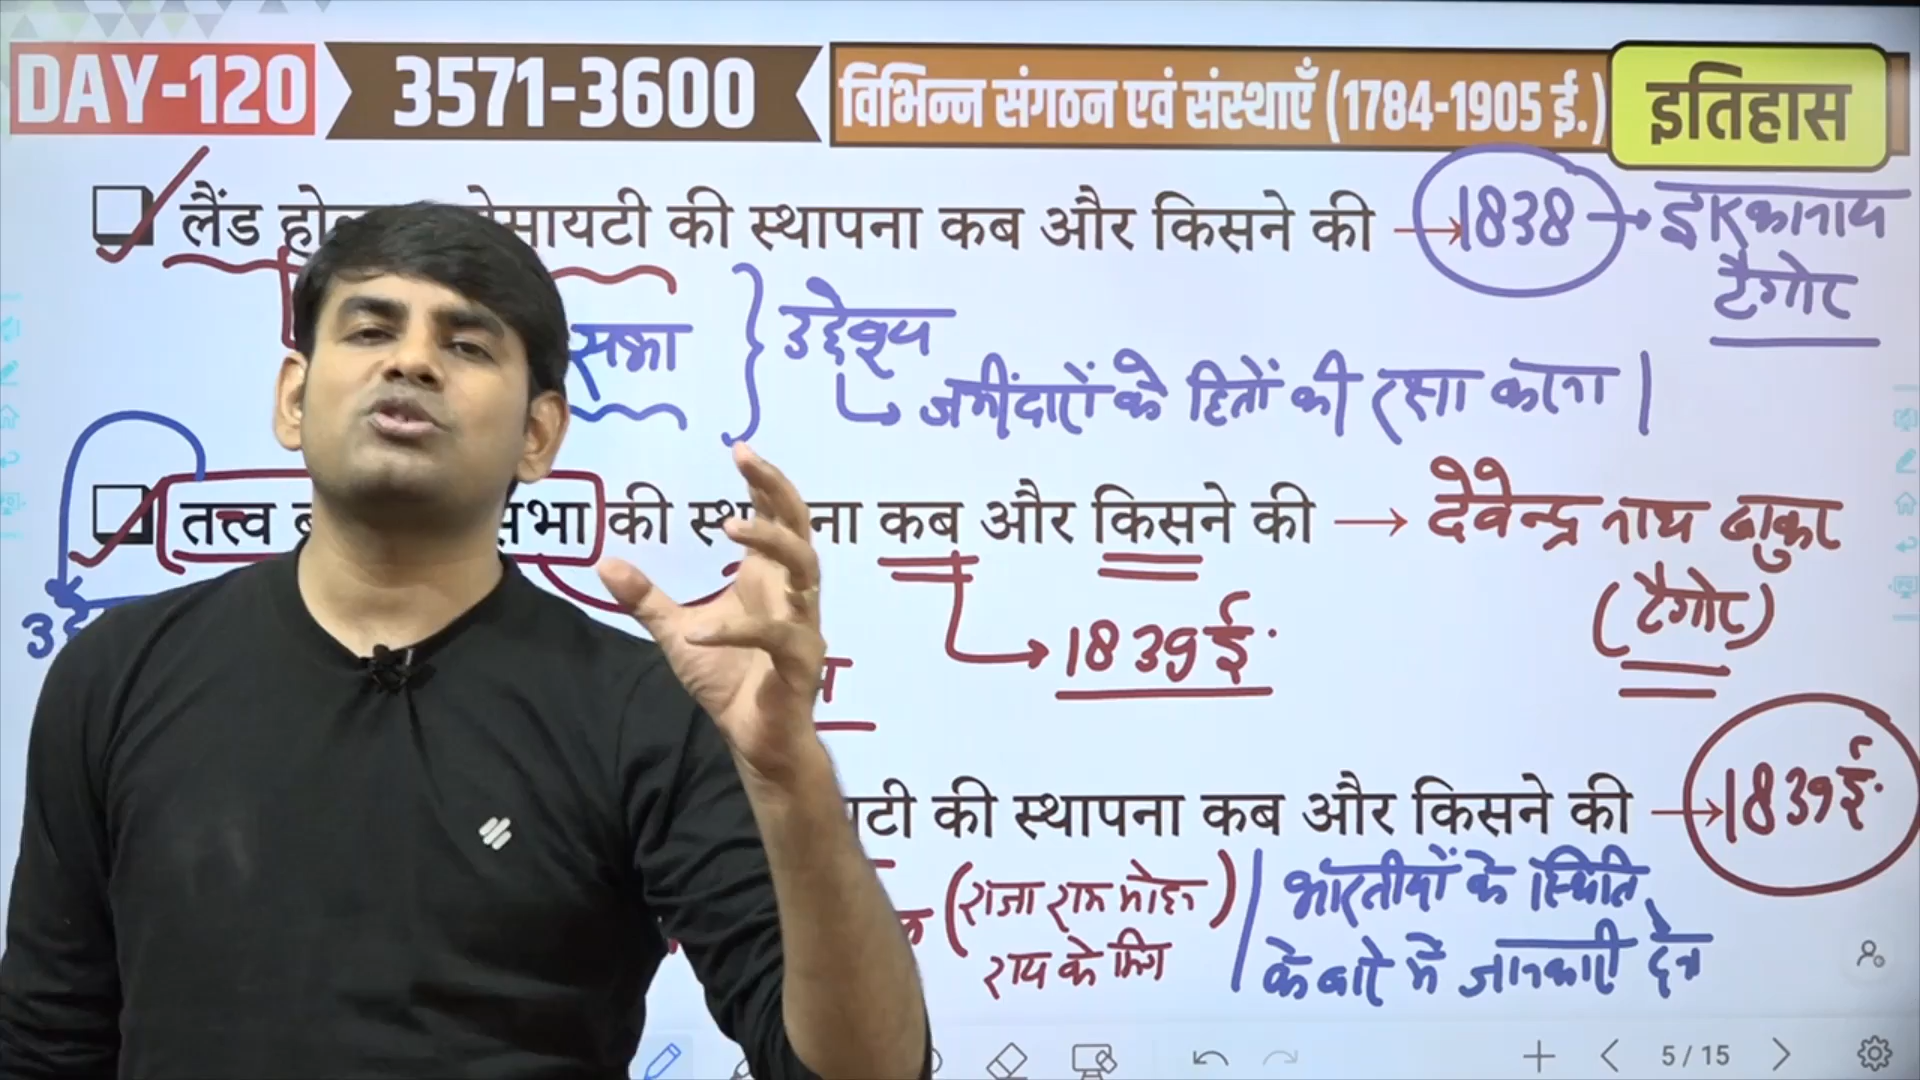 DAY-120 3571-3600 विभिन्न संगठन एवं संस्थाएँ (1784-1905 ई.) इतिहास
लैंड सायटी की स्थापना कब और किसने की → 1838 →
टैगोर
सभा } उद्देश्य
जमींदारों के हितों की रक्षा करना |
तत्त्व सभा की ना कब और किसने की → देवेन्द्र नाथ ठाकुर
(टैगोर)
→ 1839 ई.
टी की स्थापना कब और किसने की → 1839 ई.
(राजा राम मोहन | भारतीयों के स्थिति
राय के मित्र) के बारे में जानकारी देना
5 / 15